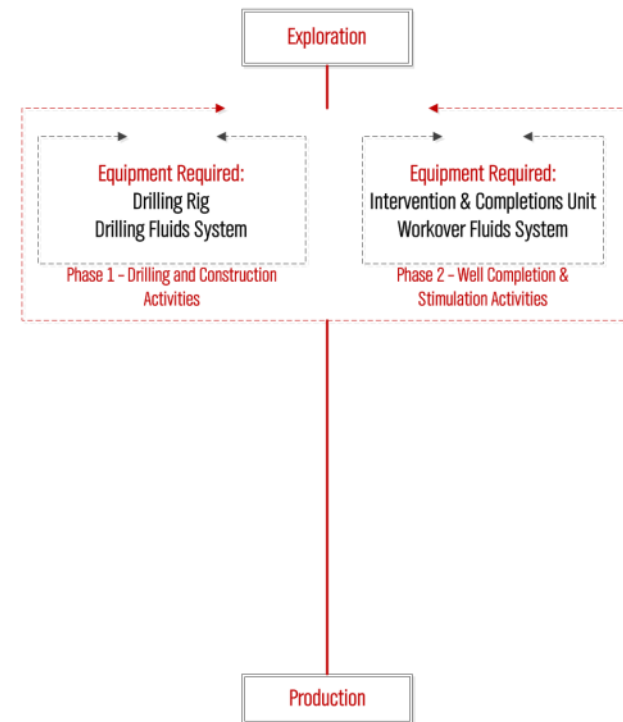 Exploration
Equipment Required:
Drilling Rig
Drilling Fluids System
Phase 1 - Drilling and Construction
Activities
Equipment Required:
Intervention & Completions Unit
Workover Fluids System
Phase 2 - Well Completion &
Stimulation Activities
Production